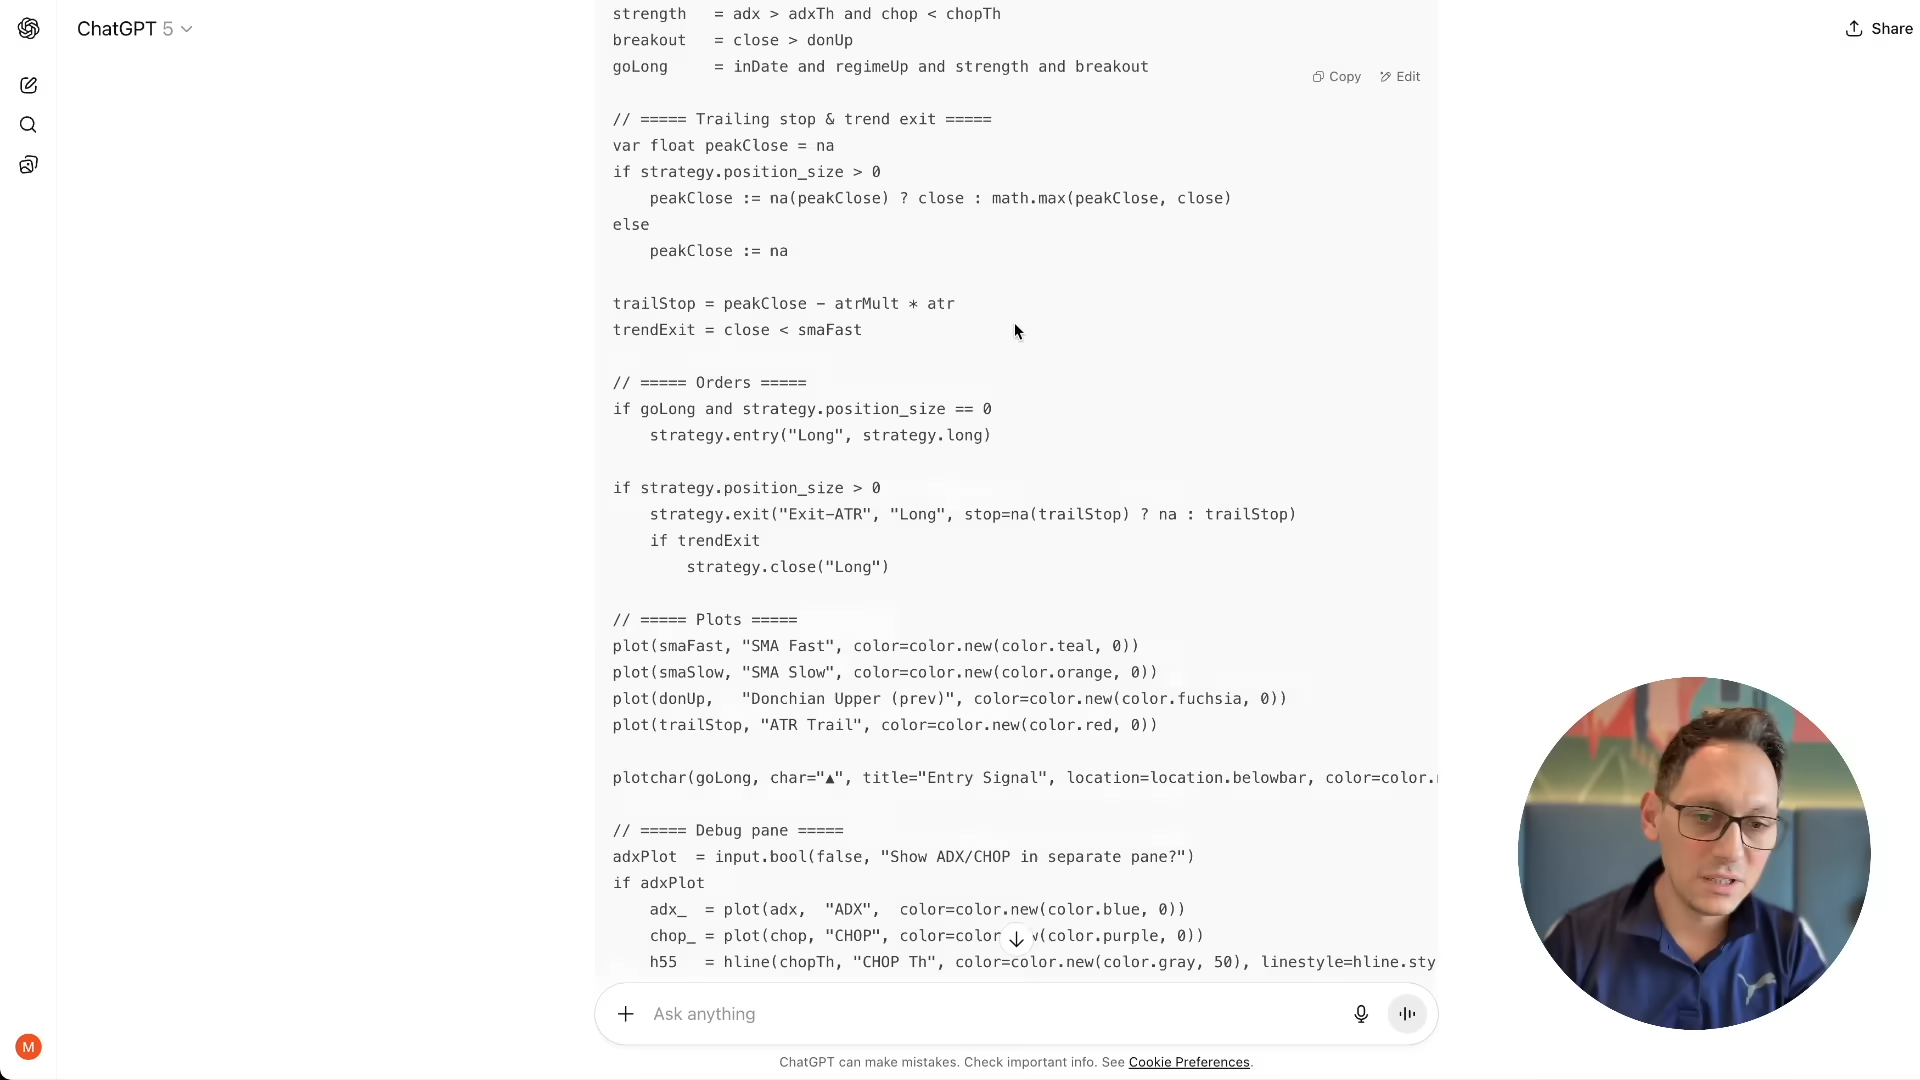 ChatGPT 5
Share
strength   = adx > adxTh and chop < chopTh
breakout   = close > donUp
goLong     = inDate and regimeUp and strength and breakout
Copy
Edit
// ===== Trailing stop & trend exit =====
var float peakClose = na
if strategy.position_size > 0
    peakClose := na(peakClose) ? close : math.max(peakClose, close)
else
    peakClose := na
trailStop = peakClose - atrMult * atr
trendExit = close < smaFast
// ===== Orders =====
if goLong and strategy.position_size == 0
    strategy.entry("Long", strategy.long)
if strategy.position_size > 0
    strategy.exit("Exit-ATR", "Long", stop=na(trailStop) ? na : trailStop)
    if trendExit
        strategy.close("Long")
// ===== Plots =====
plot(smaFast, "SMA Fast", color=color.new(color.teal, 0))
plot(smaSlow, "SMA Slow", color=color.new(color.orange, 0))
plot(donUp,   "Donchian Upper (prev)", color=color.new(color.fuchsia, 0))
plot(trailStop, "ATR Trail", color=color.new(color.red, 0))
plotchar(goLong, char="▲", title="Entry Signal", location=location.belowbar, color=color.
// ===== Debug pane =====
adxPlot  = input.bool(false, "Show ADX/CHOP in separate pane?")
if adxPlot
    adx_  = plot(adx,  "ADX",  color=color.new(color.blue, 0))
    chop_ = plot(chop, "CHOP", color=color w(color.purple, 0))
    h55   = hline(chopTh, "CHOP Th", color=color.new(color.gray, 50), linestyle=hline.sty
Ask anything
M
ChatGPT can make mistakes. Check important info. See Cookie Preferences.